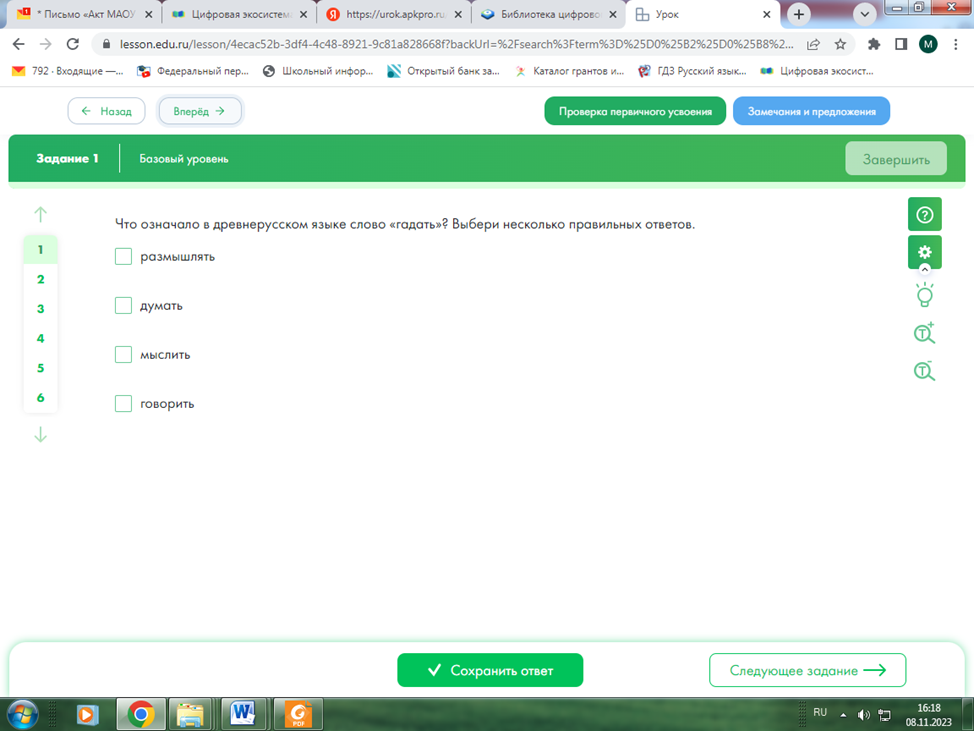 * Письмо «Акт МАОУ
Цифровая экосистем
https://urok.apkpro.ru
Библиотека цифрово
Урок
lesson.edu.ru/lesson/4ecac52b-3df4-4c48-8921-9c81a828668f?backUrl=%2Fsearch%3Fterm%3D%25D0%25B2%25D0%25B8%2...
М
792 · Входящие —...
Федеральный пер...
Школьный инфор...
Открытый банк за...
Каталог грантов и...
ГДЗ Русский язык...
Цифровая экосист...
Назад
Вперёд
Проверка первичного усвоения
Замечания и предложения
Задание 1
Базовый уровень
Завершить
Что означало в древнерусском языке слово «гадать»? Выбери несколько правильных ответов.
размышлять
думать
мыслить
говорить
1
2
3
4
5
6
Сохранить ответ
Следующее задание
RU
16:18
08.11.2023